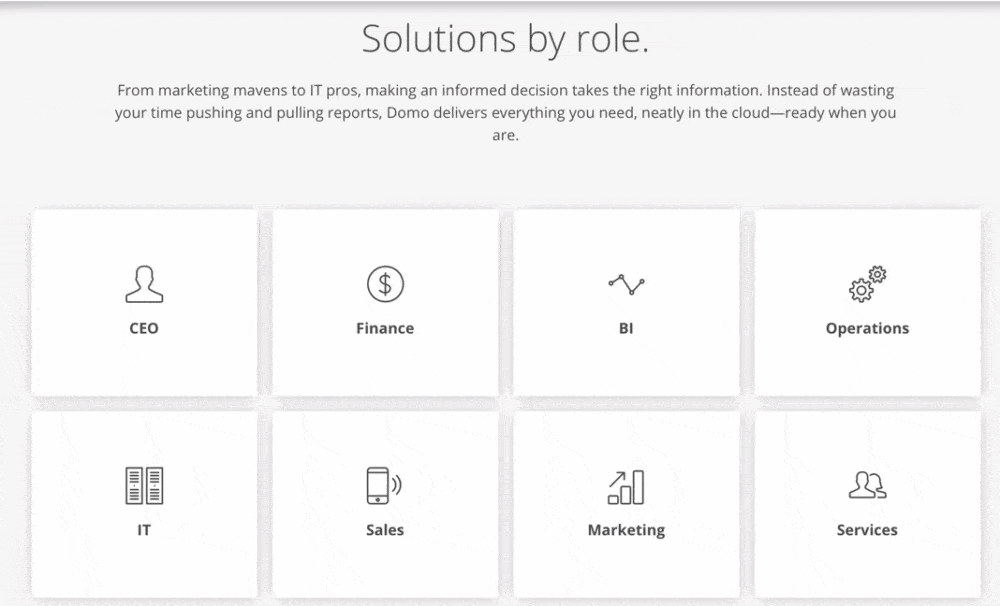 Solutions by role.
From marketing mavens to IT pros, making an informed decision takes the right information. Instead of wasting
your time pushing and pulling reports, Domo delivers everything you need, neatly in the cloud—ready when you
are.
CEO
Finance
BI
Operations
IT
Sales
Marketing
Services